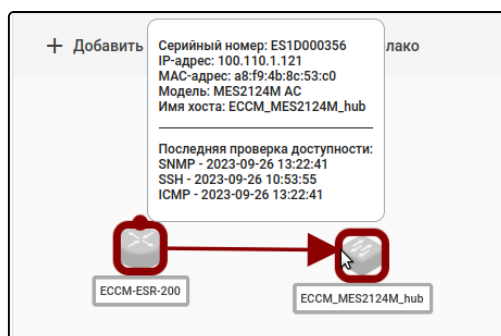 + Добавить
лако
Серийный номер: ES1D000356
IP-адрес: 100.110.1.121
MAC-адрес: a8:f9:4b:8c:53:c0
Модель: MES2124M AC
Имя хоста: ECCM_MES2124M_hub
Последняя проверка доступности:
SNMP - 2023-09-26 13:22:41
SSH - 2023-09-26 10:53:55
ICMP - 2023-09-26 13:22:41
ECCM-ESR-200
ECCM_MES2124M_hub